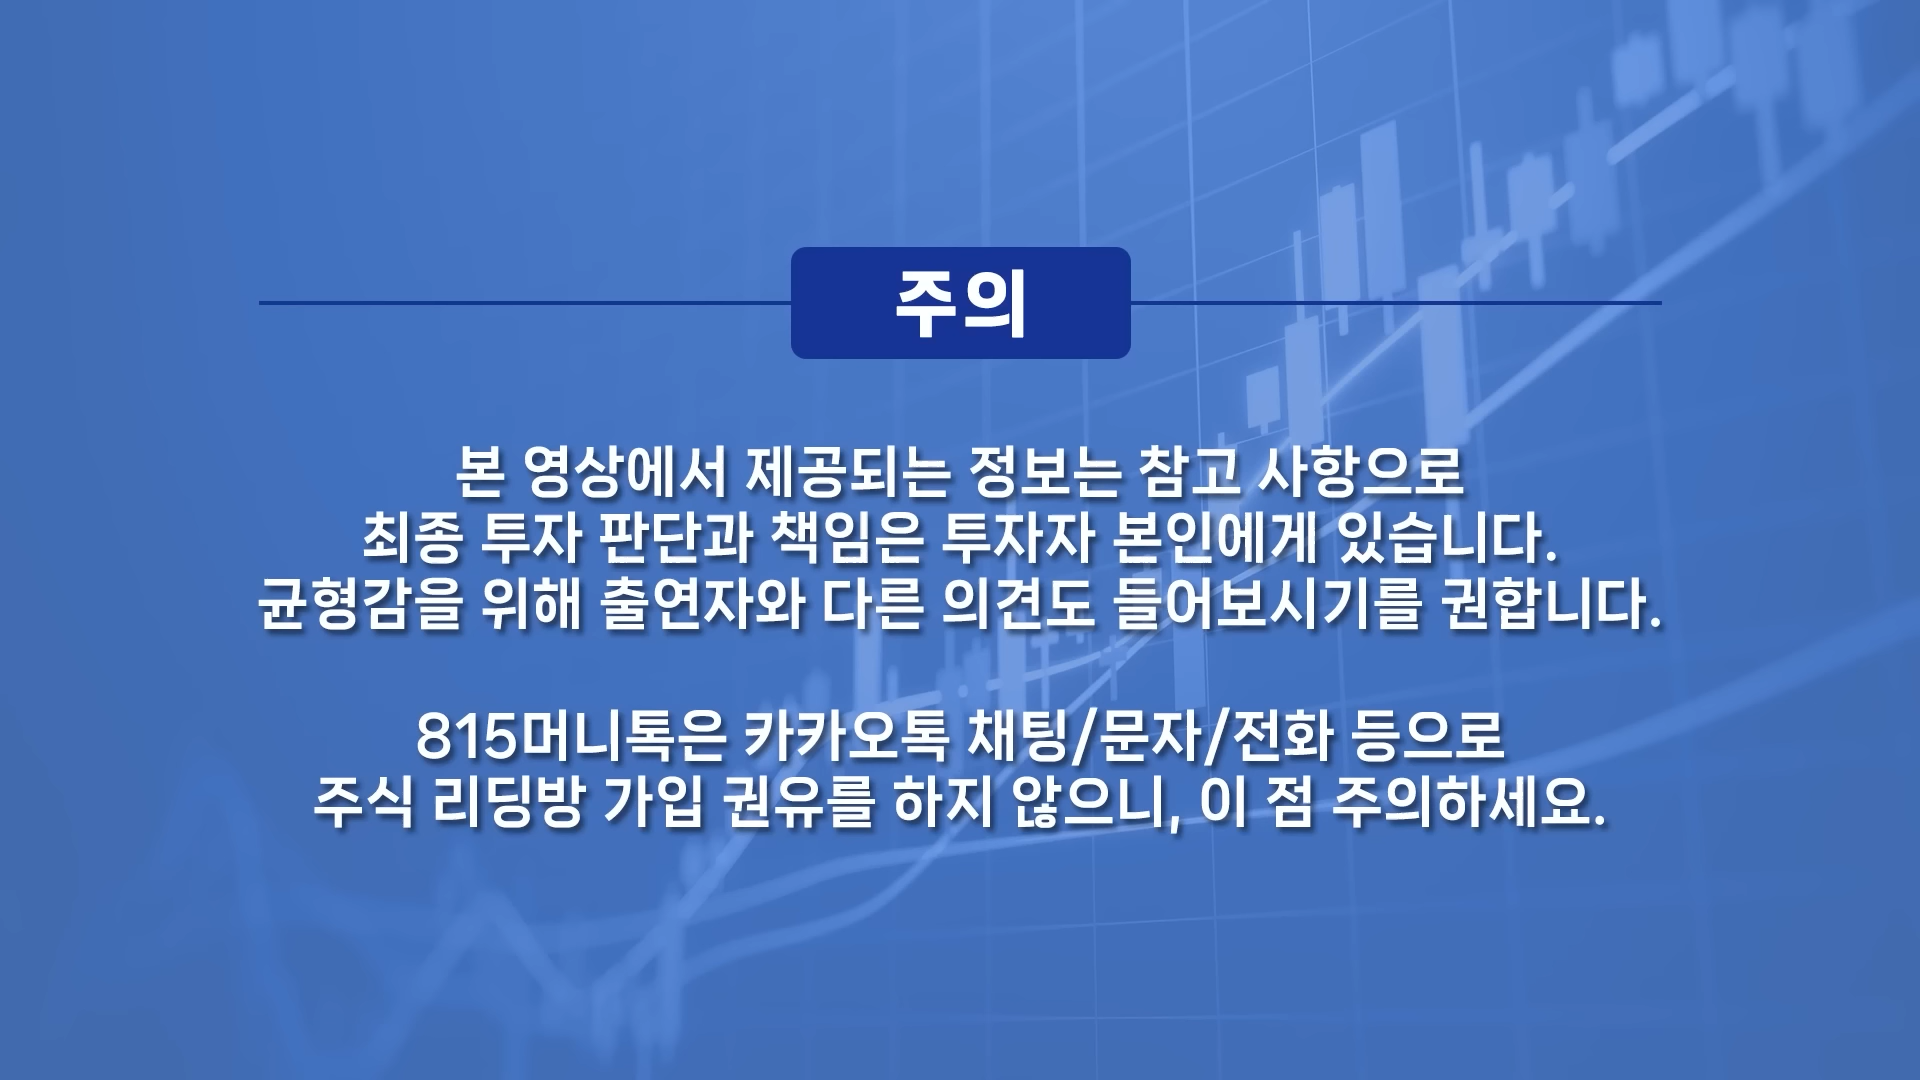 주의
본 영상에서 제공되는 정보는 참고 사항으로
최종 투자 판단과 책임은 투자자 본인에게 있습니다.
균형감을 위해 출연자와 다른 의견도 들어보시기를 권합니다.
815머니톡은 카카오톡 채팅/문자/전화 등으로
주식 리딩방 가입 권유를 하지 않으니, 이 점 주의하세요.